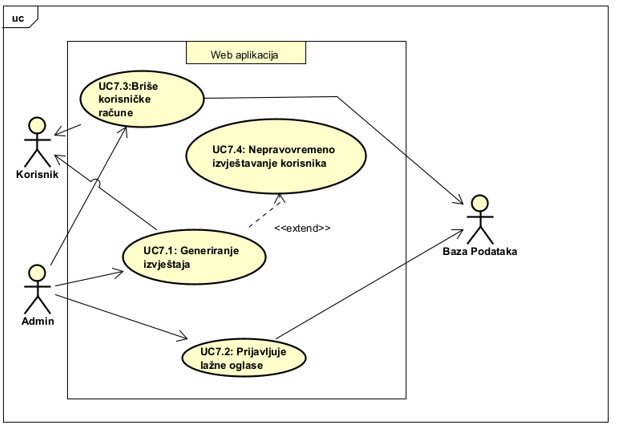 uc
Web aplikacija
UC7.3:Briše
korisničke
račune
UC7.4: Nepravovremeno
izvještavanje korisnika
Korisnik
<<extend>>
UC7.1: Generiranje
izvještaja
Baza Podataka
Admin
UC7.2: Prijavljuje
lažne oglase